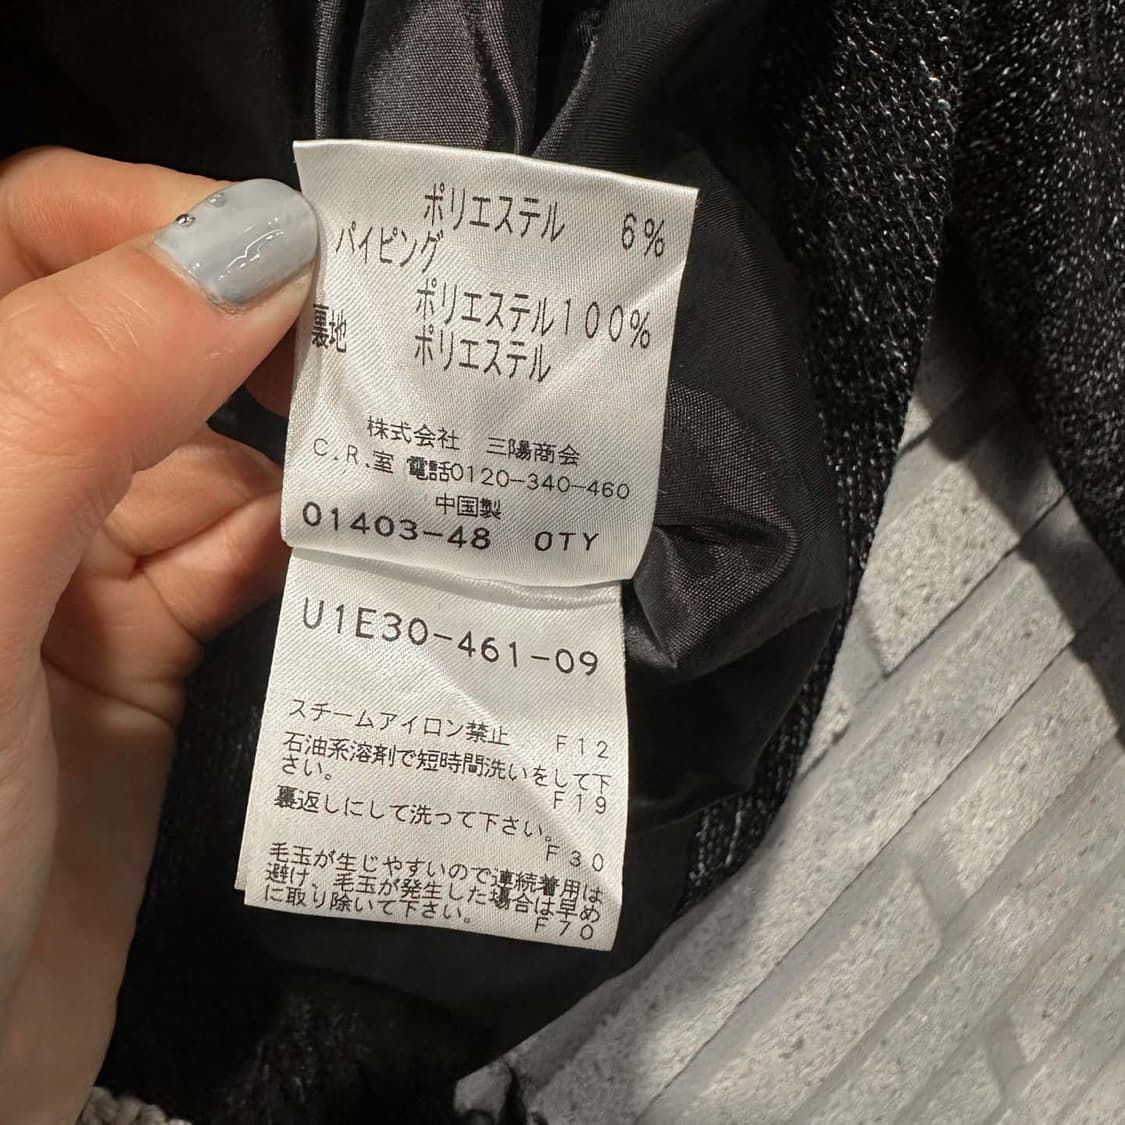 ポリエステル 6%
パイピング
ポリエステル100%
裏地 ポリエステル
株式会社 三陽商会
C.R.室 電話0120-340-460
中国製
01403-48 OTY
U1E30-461-09
スチームアイロン禁止 F12
石油系溶剤で短時間洗いをして下
さい。 F19
裏返しにして洗って下さい。
F30
毛玉が生じやすいので連続着用は
避け、毛玉が発生した場合は早め
に取り除いて下さい。 F70